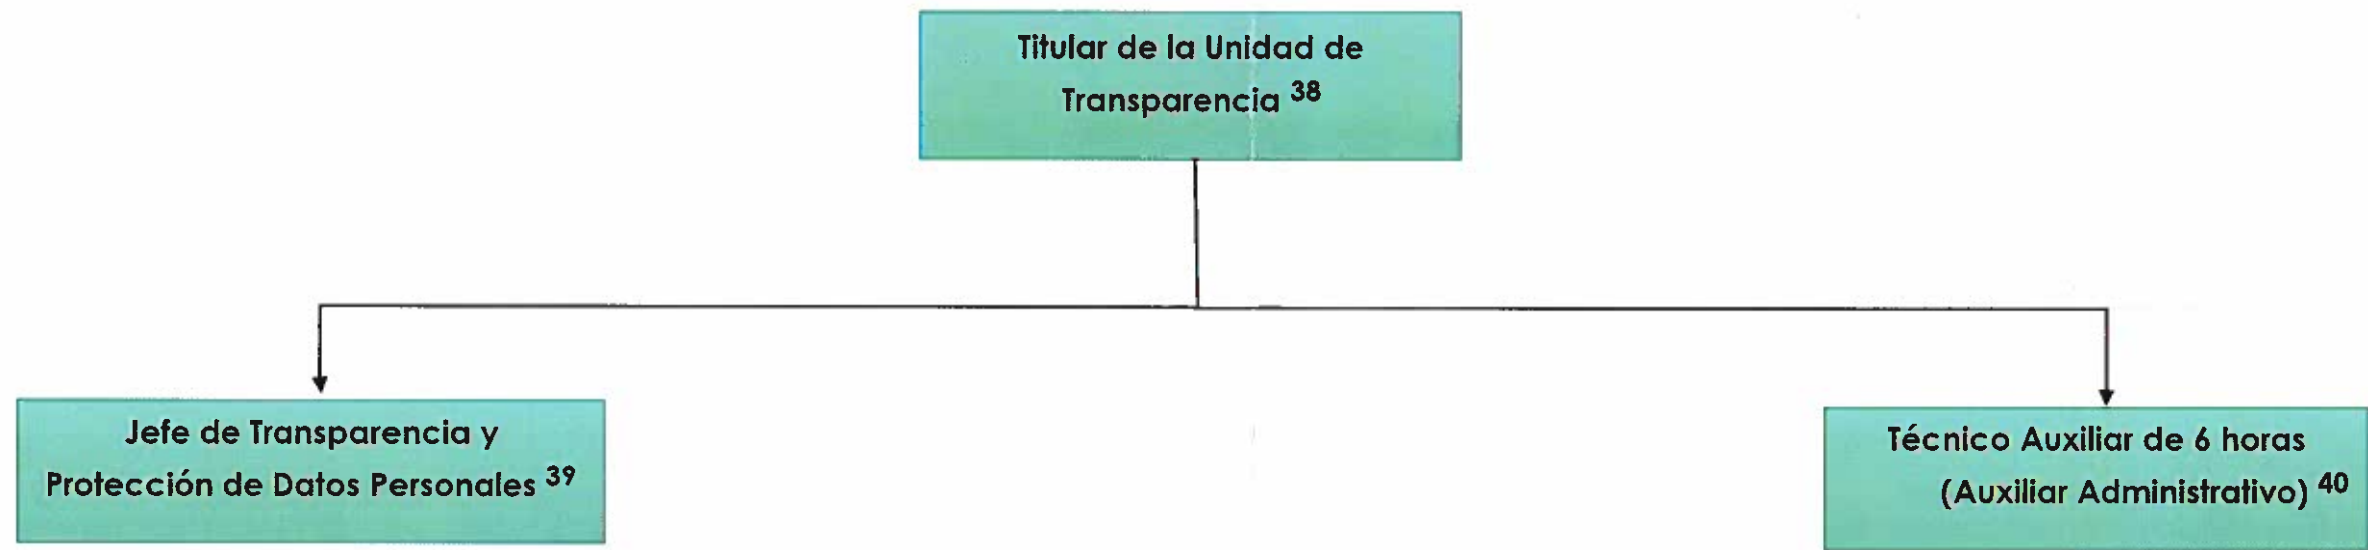 Titular de la Unidad de
Transparencia 38
Jefe de Transparencia y
Protección de Datos Personales 39
Técnico Auxiliar de 6 horas
(Auxiliar Administrativo) 40